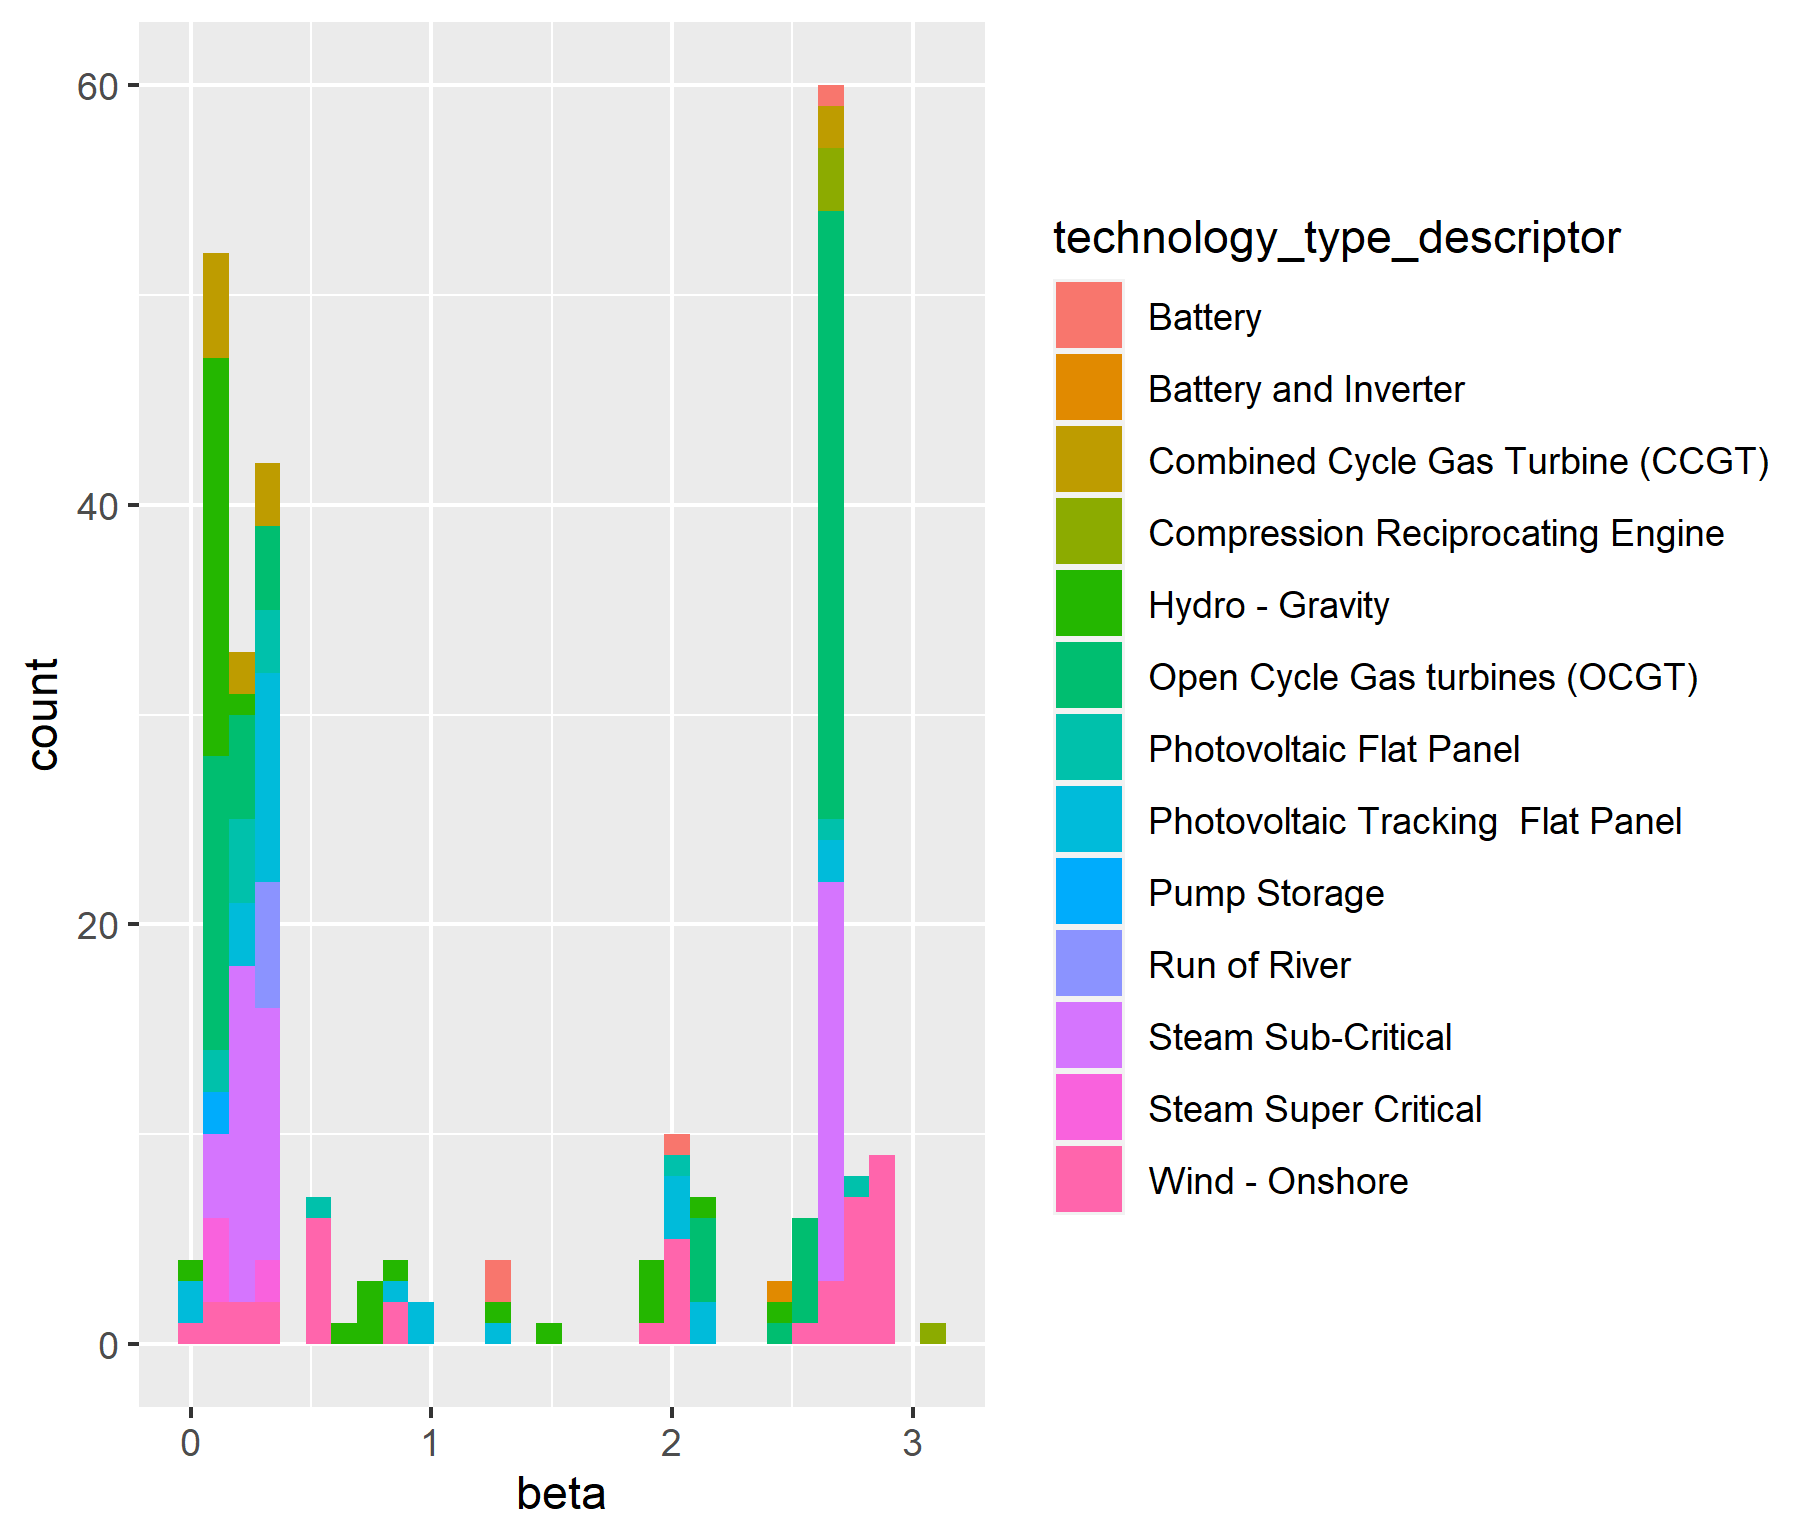 60
40
20
0
count
0 1 2 3
beta
technology_type_descriptor
Battery
Battery and Inverter
Combined Cycle Gas Turbine (CCGT)
Compression Reciprocating Engine
Hydro - Gravity
Open Cycle Gas turbines (OCGT)
Photovoltaic Flat Panel
Photovoltaic Tracking  Flat Panel
Pump Storage
Run of River
Steam Sub-Critical
Steam Super Critical
Wind - Onshore